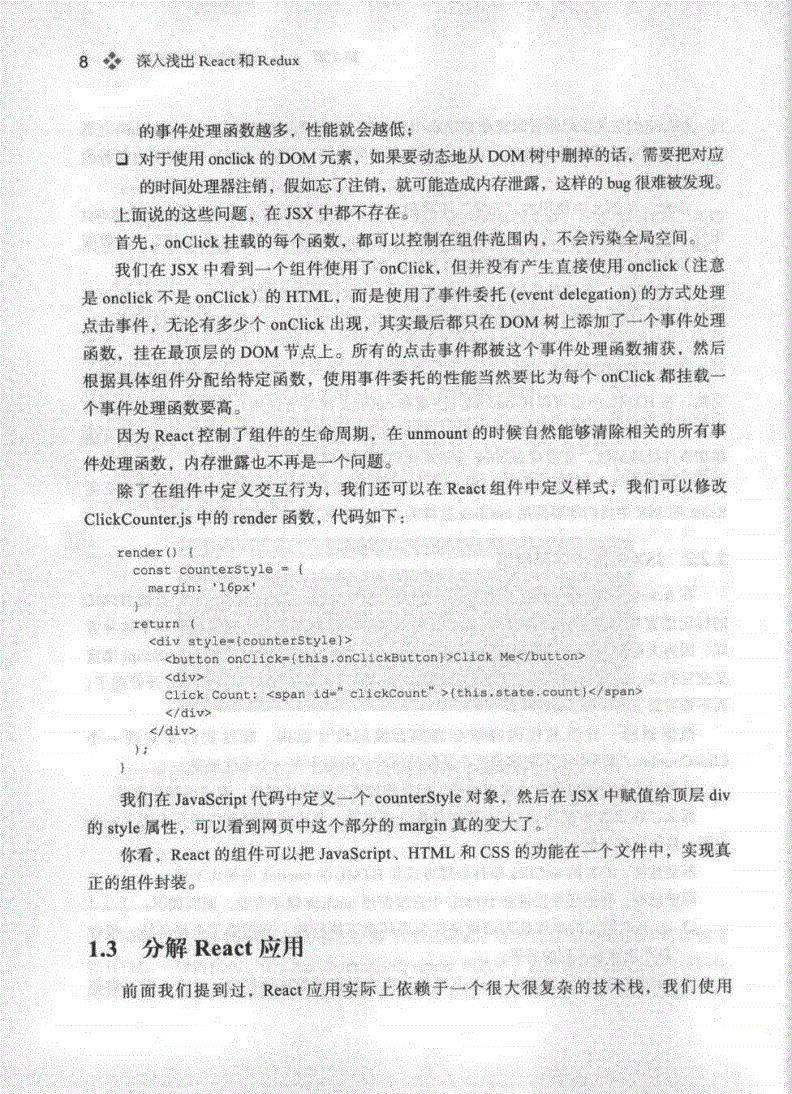 8 深入浅出 React 和 Redux
的事件处理函数越多，性能就会越低；
❑ 对于使用 onclick 的 DOM 元素，如果要动态地从 DOM 树中删掉的话，需要把对应
的时间处理器注销，假如忘了注销，就可能造成内存泄露，这样的 bug 很难被发现。
上面说的这些问题，在 JSX 中都不存在。
首先，onClick 挂载的每个函数，都可以控制在组件范围内，不会污染全局空间。
我们在 JSX 中看到一个组件使用了 onClick，但并没有产生直接使用 onclick（注意
是 onclick 不是 onClick）的 HTML，而是使用了事件委托 (event delegation) 的方式处理
点击事件，无论有多少个 onClick 出现，其实最后都只在 DOM 树上添加了一个事件处理
函数，挂在最顶层的 DOM 节点上。所有的点击事件都被这个事件处理函数捕获，然后
根据具体组件分配给特定函数，使用事件委托的性能当然要比为每个 onClick 都挂载一
个事件处理函数要高。
因为 React 控制了组件的生命周期，在 unmount 的时候自然能够清除相关的所有事
件处理函数，内存泄露也不再是一个问题。
除了在组件中定义交互行为，我们还可以在 React 组件中定义样式，我们可以修改
ClickCounter.js 中的 render 函数，代码如下：
render() {
const counterStyle = {
margin: '16px'
}
return (
<div style={counterStyle}>
<button onClick={this.onClickButton}>Click Me</button>
<div>
Click Count: <span id=" clickCount" >{this.state.count}</span>
</div>
</div>
);
}
我们在 JavaScript 代码中定义一个 counterStyle 对象，然后在 JSX 中赋值给顶层 div
的 style 属性，可以看到网页中这个部分的 margin 真的变大了。
你看，React 的组件可以把 JavaScript、HTML 和 CSS 的功能在一个文件中，实现真
正的组件封装。
1.3 分解 React 应用
前面我们提到过，React 应用实际上依赖于一个很大很复杂的技术栈，我们使用